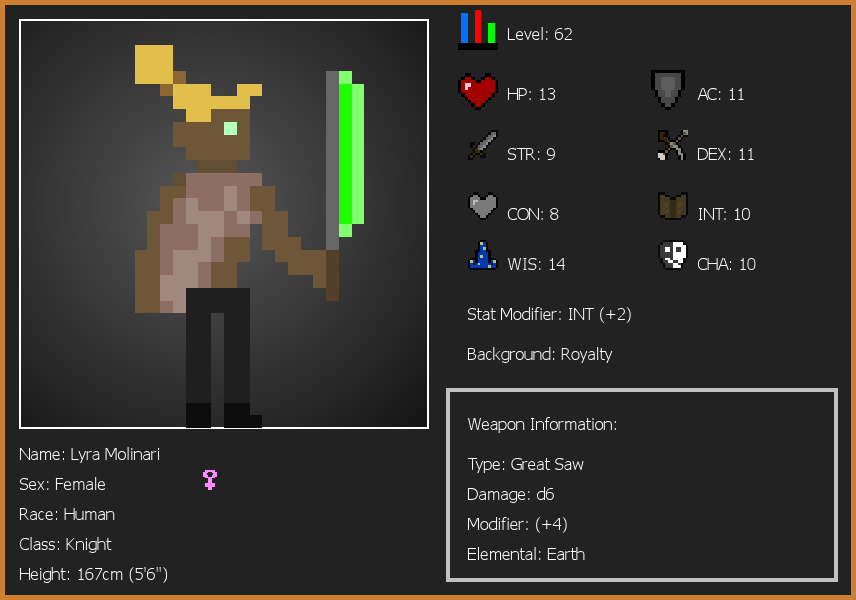 Level: 62
HP: 13
AC: 11
STR: 9
DEX: 11
CON: 8
INT: 10
WIS: 14
CHA: 10
Stat Modifier: INT (+2)
Background: Royalty
Weapon Information:
Type: Great Saw
Damage: d6
Modifier: (+4)
Elemental: Earth
Name: Lyra Molinari
Sex: Female
Race: Human
Class: Knight
Height: 167cm (5'6")